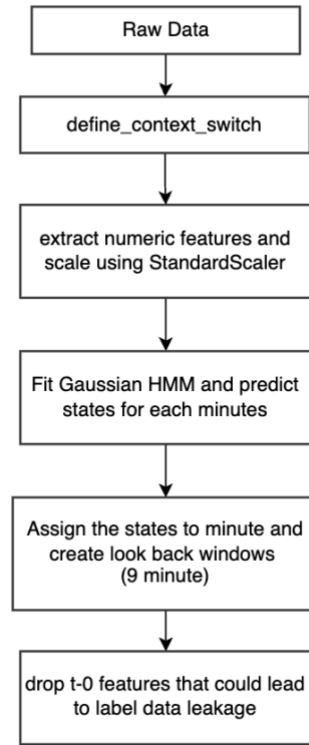 Raw Data
define_context_switch
extract numeric features and
scale using StandardScaler
Fit Gaussian HMM and predict
states for each minutes
Assign the states to minute and
create look back windows
(9 minute)
drop t-0 features that could lead
to label data leakage